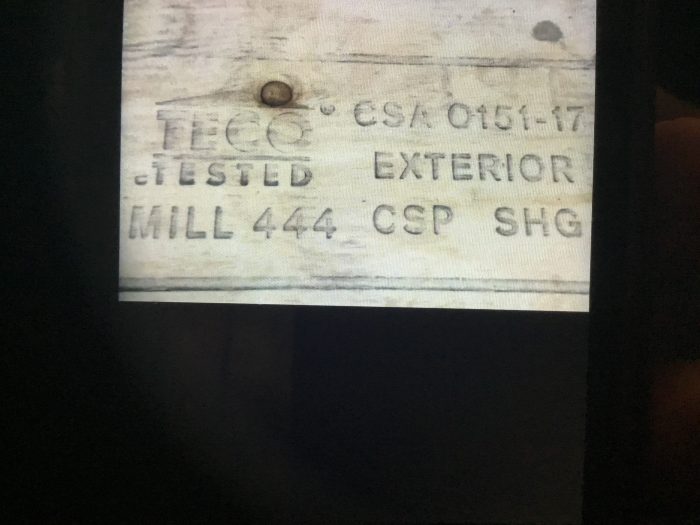 TECO® CSA O151-17
TESTED EXTERIOR
MILL 444 CSP SHG